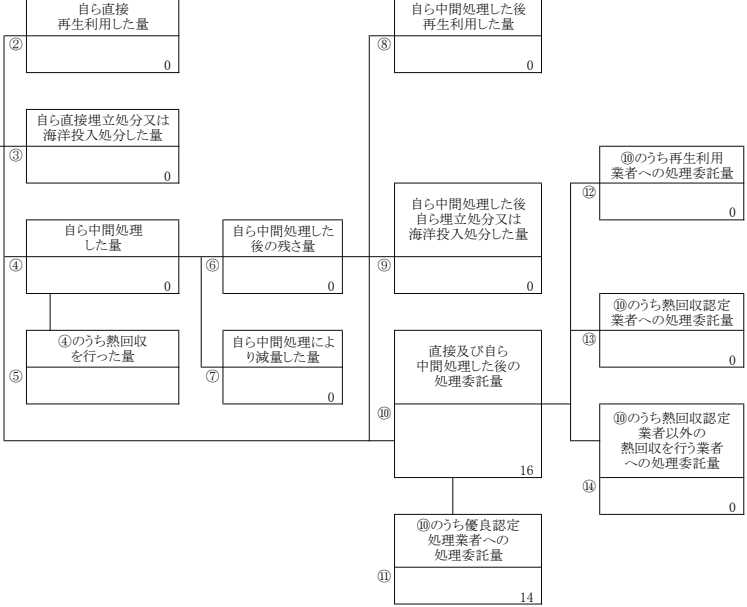 自ら直接
再生利用した量
②
0
自ら中間処理した後
再生利用した量
⑧
0
自ら直接埋立処分又は
海洋投入処分した量
③
0
⑩のうち再生利用
業者への処理委託量
⑫
0
自ら中間処理した後
自ら埋立処分又は
海洋投入処分した量
⑨
0
自ら中間処理
した量
④
0
自ら中間処理した
後の残さ量
⑥
0
⑩のうち熱回収認定
業者への処理委託量
⑬
0
④のうち熱回収
を行った量
⑤
自ら中間処理によ
り減量した量
⑦
0
直接及び自ら
中間処理した後の
処理委託量
⑩
16
⑩のうち熱回収認定
業者以外の
熱回収を行う業者
への処理委託量
⑭
0
⑩のうち優良認定
処理業者への
処理委託量
⑪
14